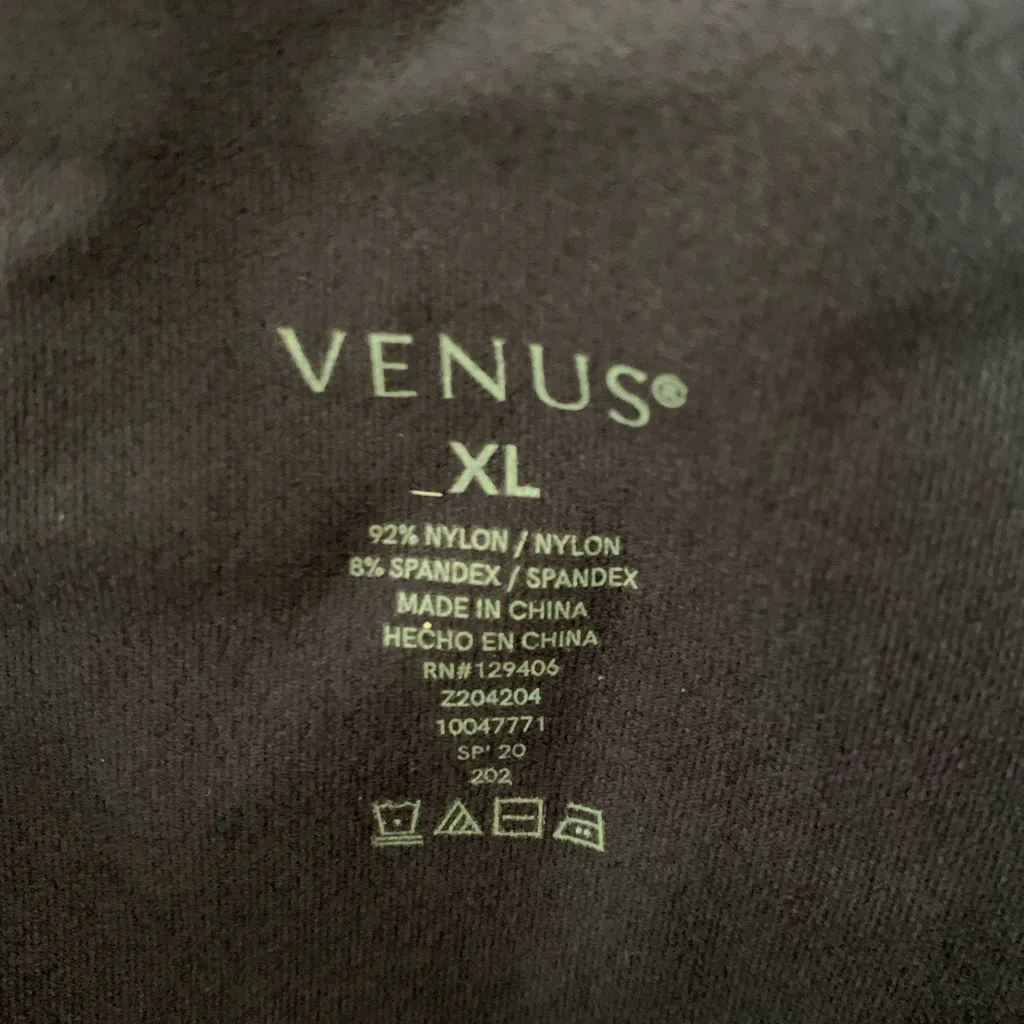 VENUS®
XL
92% NYLON / NYLON
8% SPANDEX / SPANDEX
MADE IN CHINA
HECHO EN CHINA
RN#129406
Z204204
10047771
SP' 20
202